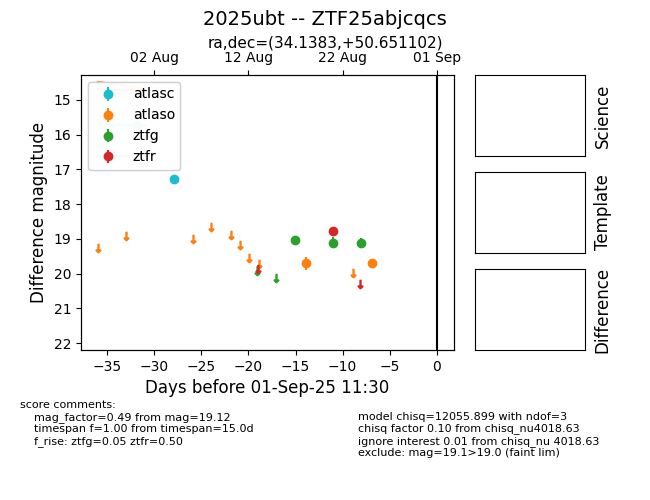 2025ubt -- ZTF25abjcqcs
ra,dec=(34.1383,+50.651102)
02 Aug 12 Aug 22 Aug 01 Sep
atlasc
atlaso
ztfg
ztfr
15
16
17
18
19
20
21
22
Difference magnitude
−35 −30 −25 −20 −15 −10 −5 0
Days before 01-Sep-25 11:30
Science
Template
Difference
score comments:
mag_factor=0.49 from mag=19.12
timespan f=1.00 from timespan=15.0d
f_rise: ztfg=0.05 ztfr=0.50
model chisq=12055.899 with ndof=3
chisq factor 0.10 from chisq_nu4018.63
ignore interest 0.01 from chisq_nu 4018.63
exclude: mag=19.1>19.0 (faint lim)